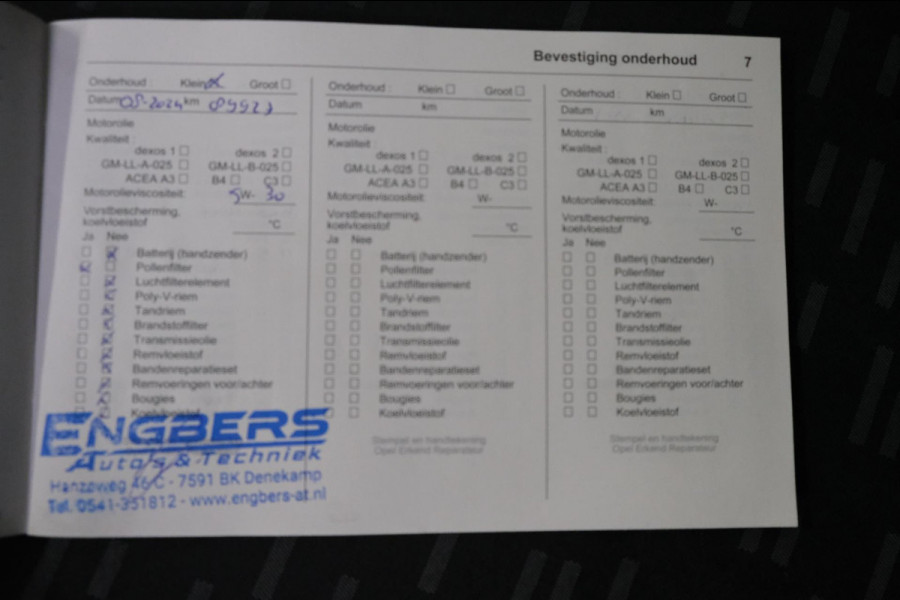 Bevestiging onderhoud 7
Onderhoud : Klein Groot
Datum 05-2024 km
Motorolie
Kwaliteit :
dexos 1 dexos 2
GM-LL-A-025 GM-LL-B-025
ACEA A3 B4 C3
Motorolieviscositeit: 5W- 30
Vorstbescherming,
koelvloeistof °C
Ja Nee
Batterij (handzender)
Pollenfilter
Luchtfilterelement
Poly-V-riem
Tandriem
Brandstoffilter
Transmissieolie
Remvloeistof
Bandenreparatieset
Remvoeringen voor/achter
Bougies
Koelvloeistof
ENGBERS
Auto's & Techniek
Hanzeweg 46C - 7591 BK Denekamp
Tel. 0541-351812 - www.engbers-at.nl
Onderhoud : Klein Groot
Datum km
Motorolie
Kwaliteit :
dexos 1 dexos 2
GM-LL-A-025 GM-LL-B-025
ACEA A3 B4 C3
Motorolieviscositeit: W-
Vorstbescherming,
koelvloeistof °C
Ja Nee
Batterij (handzender)
Pollenfilter
Luchtfilterelement
Poly-V-riem
Tandriem
Brandstoffilter
Transmissieolie
Remvloeistof
Bandenreparatieset
Remvoeringen voor/achter
Bougies
Koelvloeistof
Stempel en handtekening
Opel Erkend Reparateur
Onderhoud : Klein Groot
Datum km
Motorolie
Kwaliteit :
dexos 1 dexos 2
GM-LL-A-025 GM-LL-B-025
ACEA A3 B4 C3
Motorolieviscositeit: W-
Vorstbescherming,
koelvloeistof °C
Ja Nee
Batterij (handzender)
Pollenfilter
Luchtfilterelement
Poly-V-riem
Tandriem
Brandstoffilter
Transmissieolie
Remvloeistof
Bandenreparatieset
Remvoeringen voor/achter
Bougies
Koelvloeistof
Stempel en handtekening
Opel Erkend Reparateur